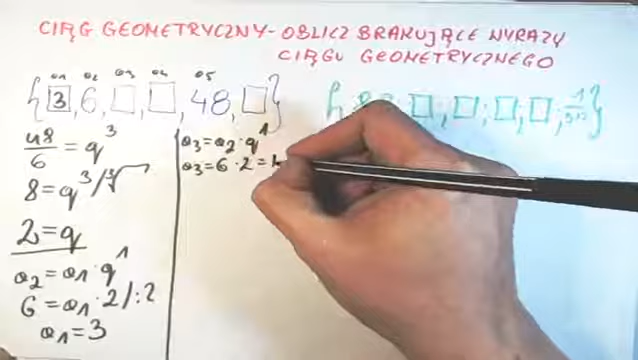 CIĄG GEOMETRYCZNY - OBLICZ BRAKUJĄCE WYRAZY
CIĄGU GEOMETRYCZNEGO
a1 a2 a3 a4 a5
{ 3, 6, □, □, 48, □ }
48/6 = q³
8 = q³ /∛
2 = q
a2 = a1 · q¹
6 = a1 · 2 /:2
a1 = 3
a3 = a2 · q¹
a3 = 6 · 2 = 1